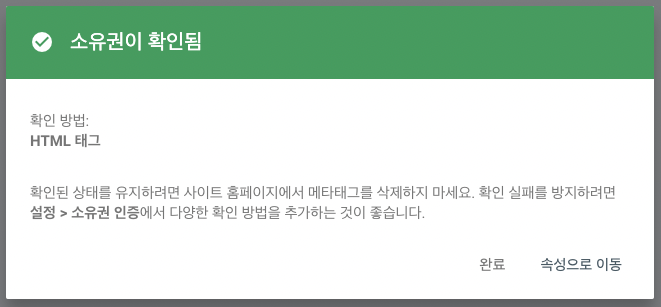 소유권이 확인됨
확인 방법:
HTML 태그
확인된 상태를 유지하려면 사이트 홈페이지에서 메타태그를 삭제하지 마세요. 확인 실패를 방지하려면
설정 > 소유권 인증에서 다양한 확인 방법을 추가하는 것이 좋습니다.
완료 속성으로 이동